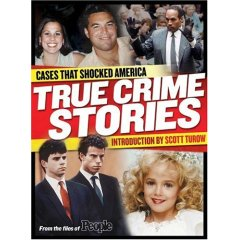 CASES THAT SHOCKED AMERICA
TRUE CRIME
STORIES
INTRODUCTION BY SCOTT TUROW
From the files of People